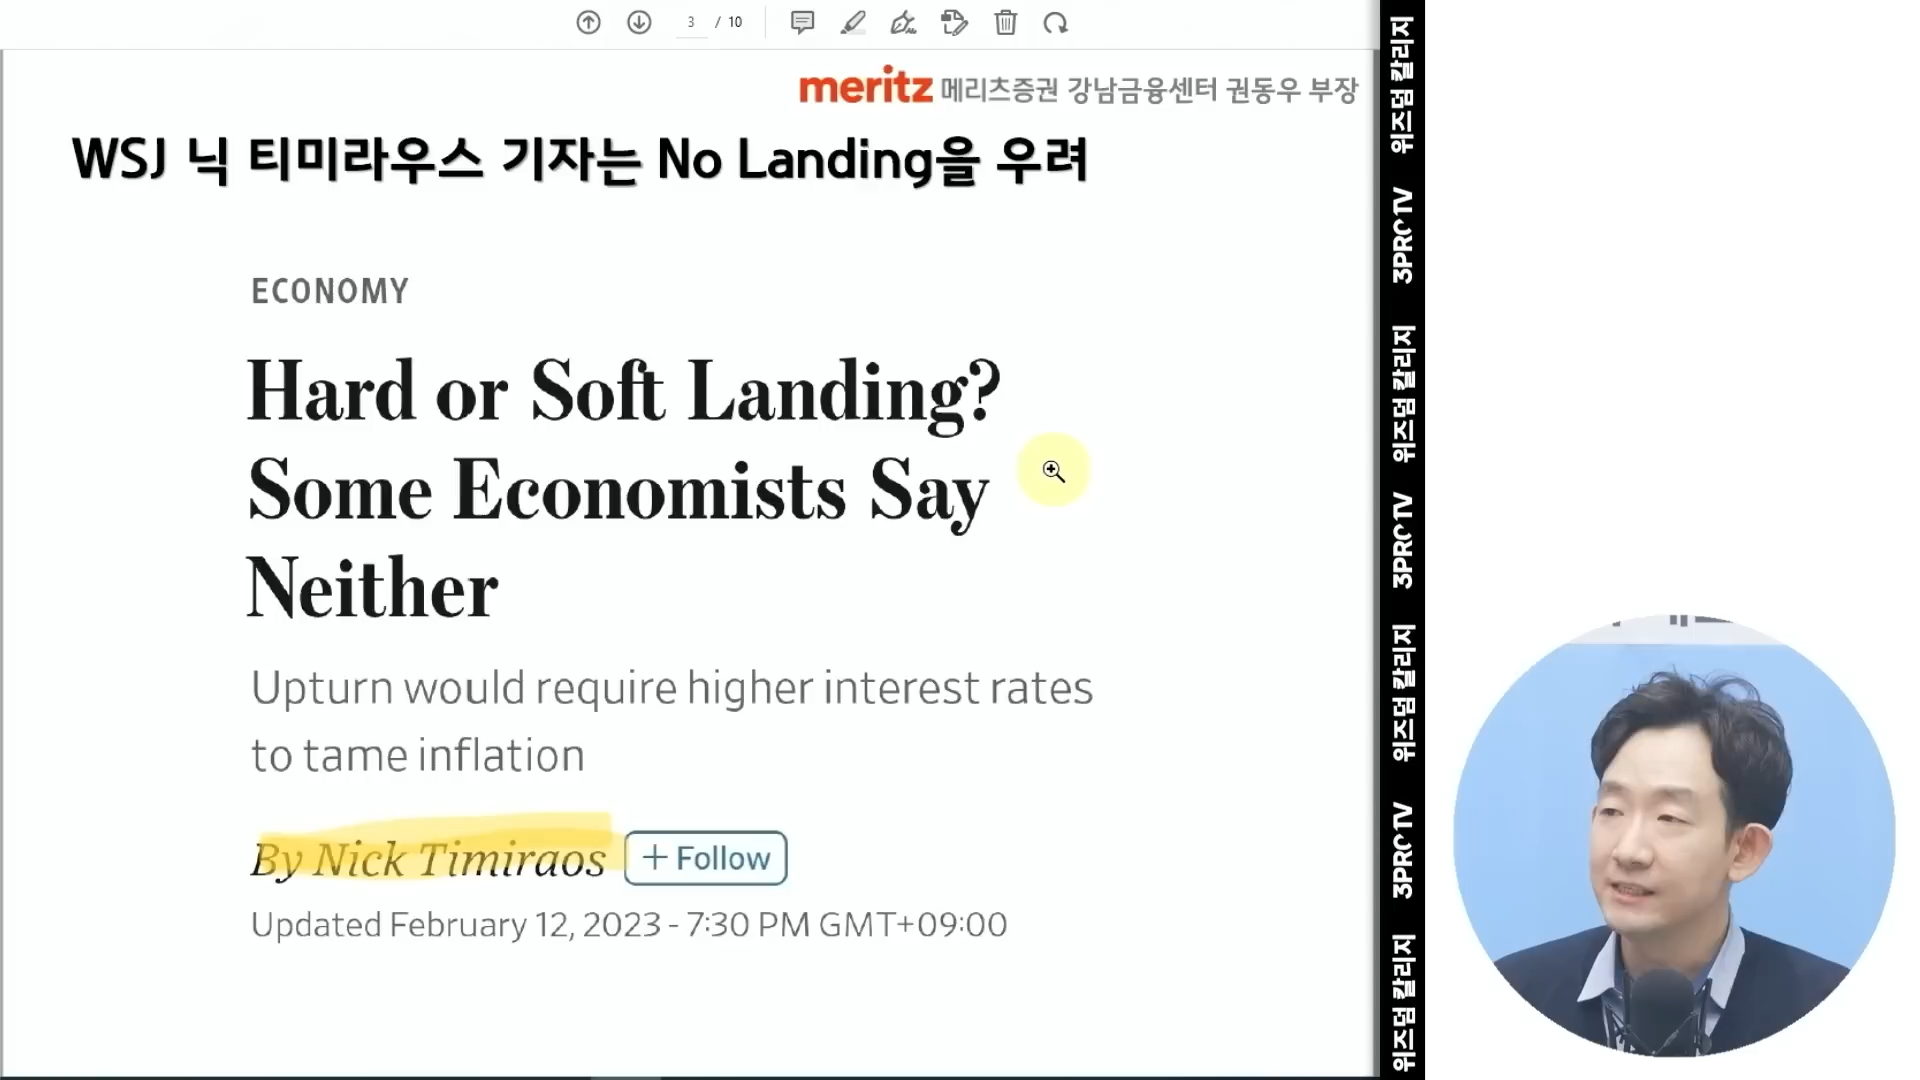 3 / 10
meritz 메리츠증권 강남금융센터 권동우 부장
WSJ 닉 티미라우스 기자는 No Landing을 우려
ECONOMY
Hard or Soft Landing?
Some Economists Say
Neither
Upturn would require higher interest rates
to tame inflation
By Nick Timiraos + Follow
Updated February 12, 2023 - 7:30 PM GMT+09:00
위즈덤 칼리지
3PROTV
위즈덤 칼리지
3PROTV
위즈덤 칼리지
3PROTV
위즈덤 칼리지